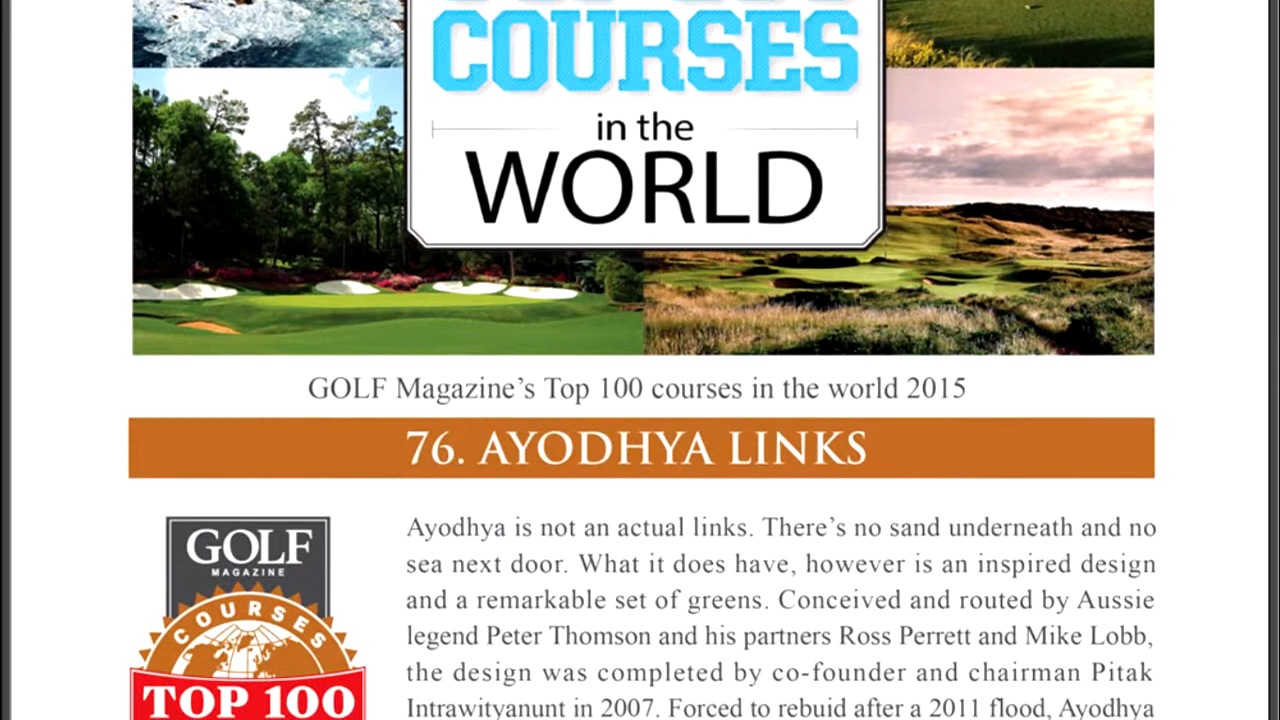 COURSES
in the
WORLD
GOLF Magazine’s Top 100 courses in the world 2015
76. AYODHYA LINKS
GOLF
MAGAZINE
COURSES
TOP 100
Ayodhya is not an actual links. There’s no sand underneath and no
sea next door. What it does have, however is an inspired design
and a remarkable set of greens. Conceived and routed by Aussie
legend Peter Thomson and his partners Ross Perrett and Mike Lobb,
the design was completed by co-founder and chairman Pitak
Intrawityanunt in 2007. Forced to rebuid after a 2011 flood, Ayodhya